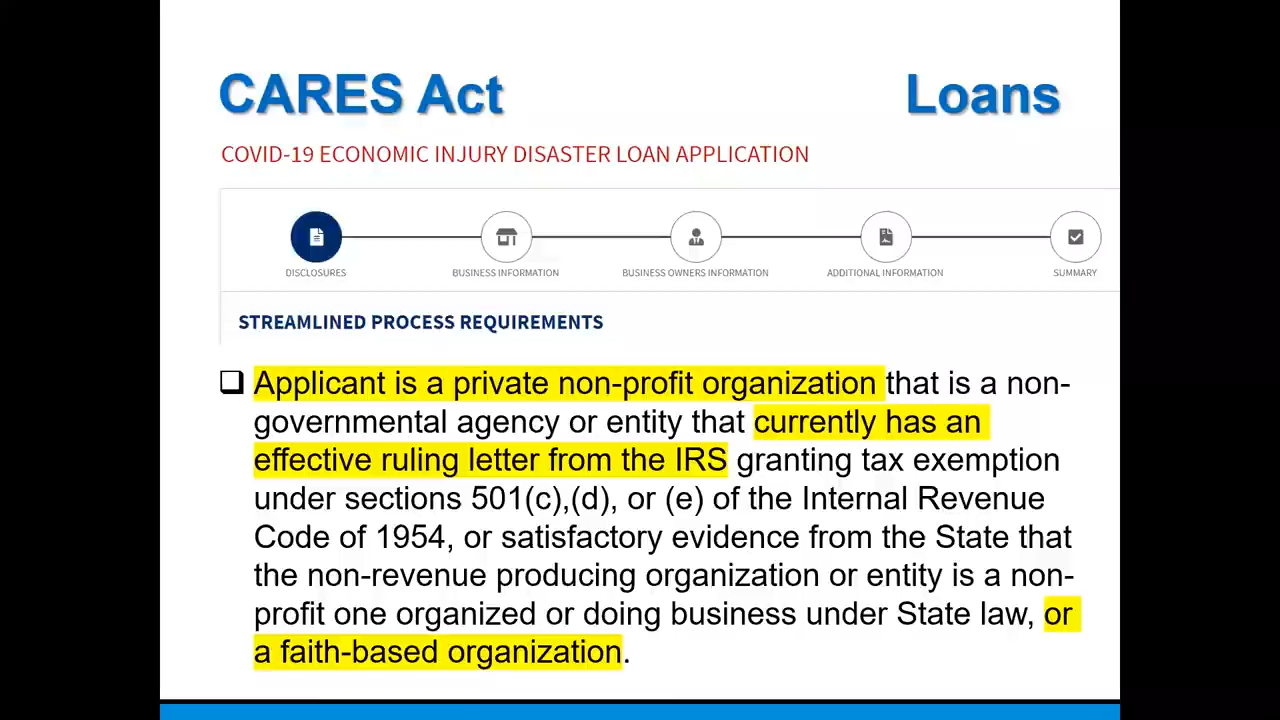 CARES Act Loans
COVID-19 ECONOMIC INJURY DISASTER LOAN APPLICATION
DISCLOSURES BUSINESS INFORMATION BUSINESS OWNERS INFORMATION ADDITIONAL INFORMATION SUMMARY
STREAMLINED PROCESS REQUIREMENTS
Applicant is a private non-profit organization that is a non-
governmental agency or entity that currently has an
effective ruling letter from the IRS granting tax exemption
under sections 501(c),(d), or (e) of the Internal Revenue
Code of 1954, or satisfactory evidence from the State that
the non-revenue producing organization or entity is a non-
profit one organized or doing business under State law, or
a faith-based organization.